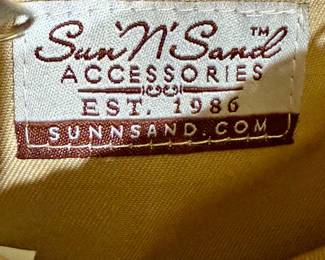 Sun 'N' Sand™
ACCESSORIES
EST. 1986
SUNNSAND.COM